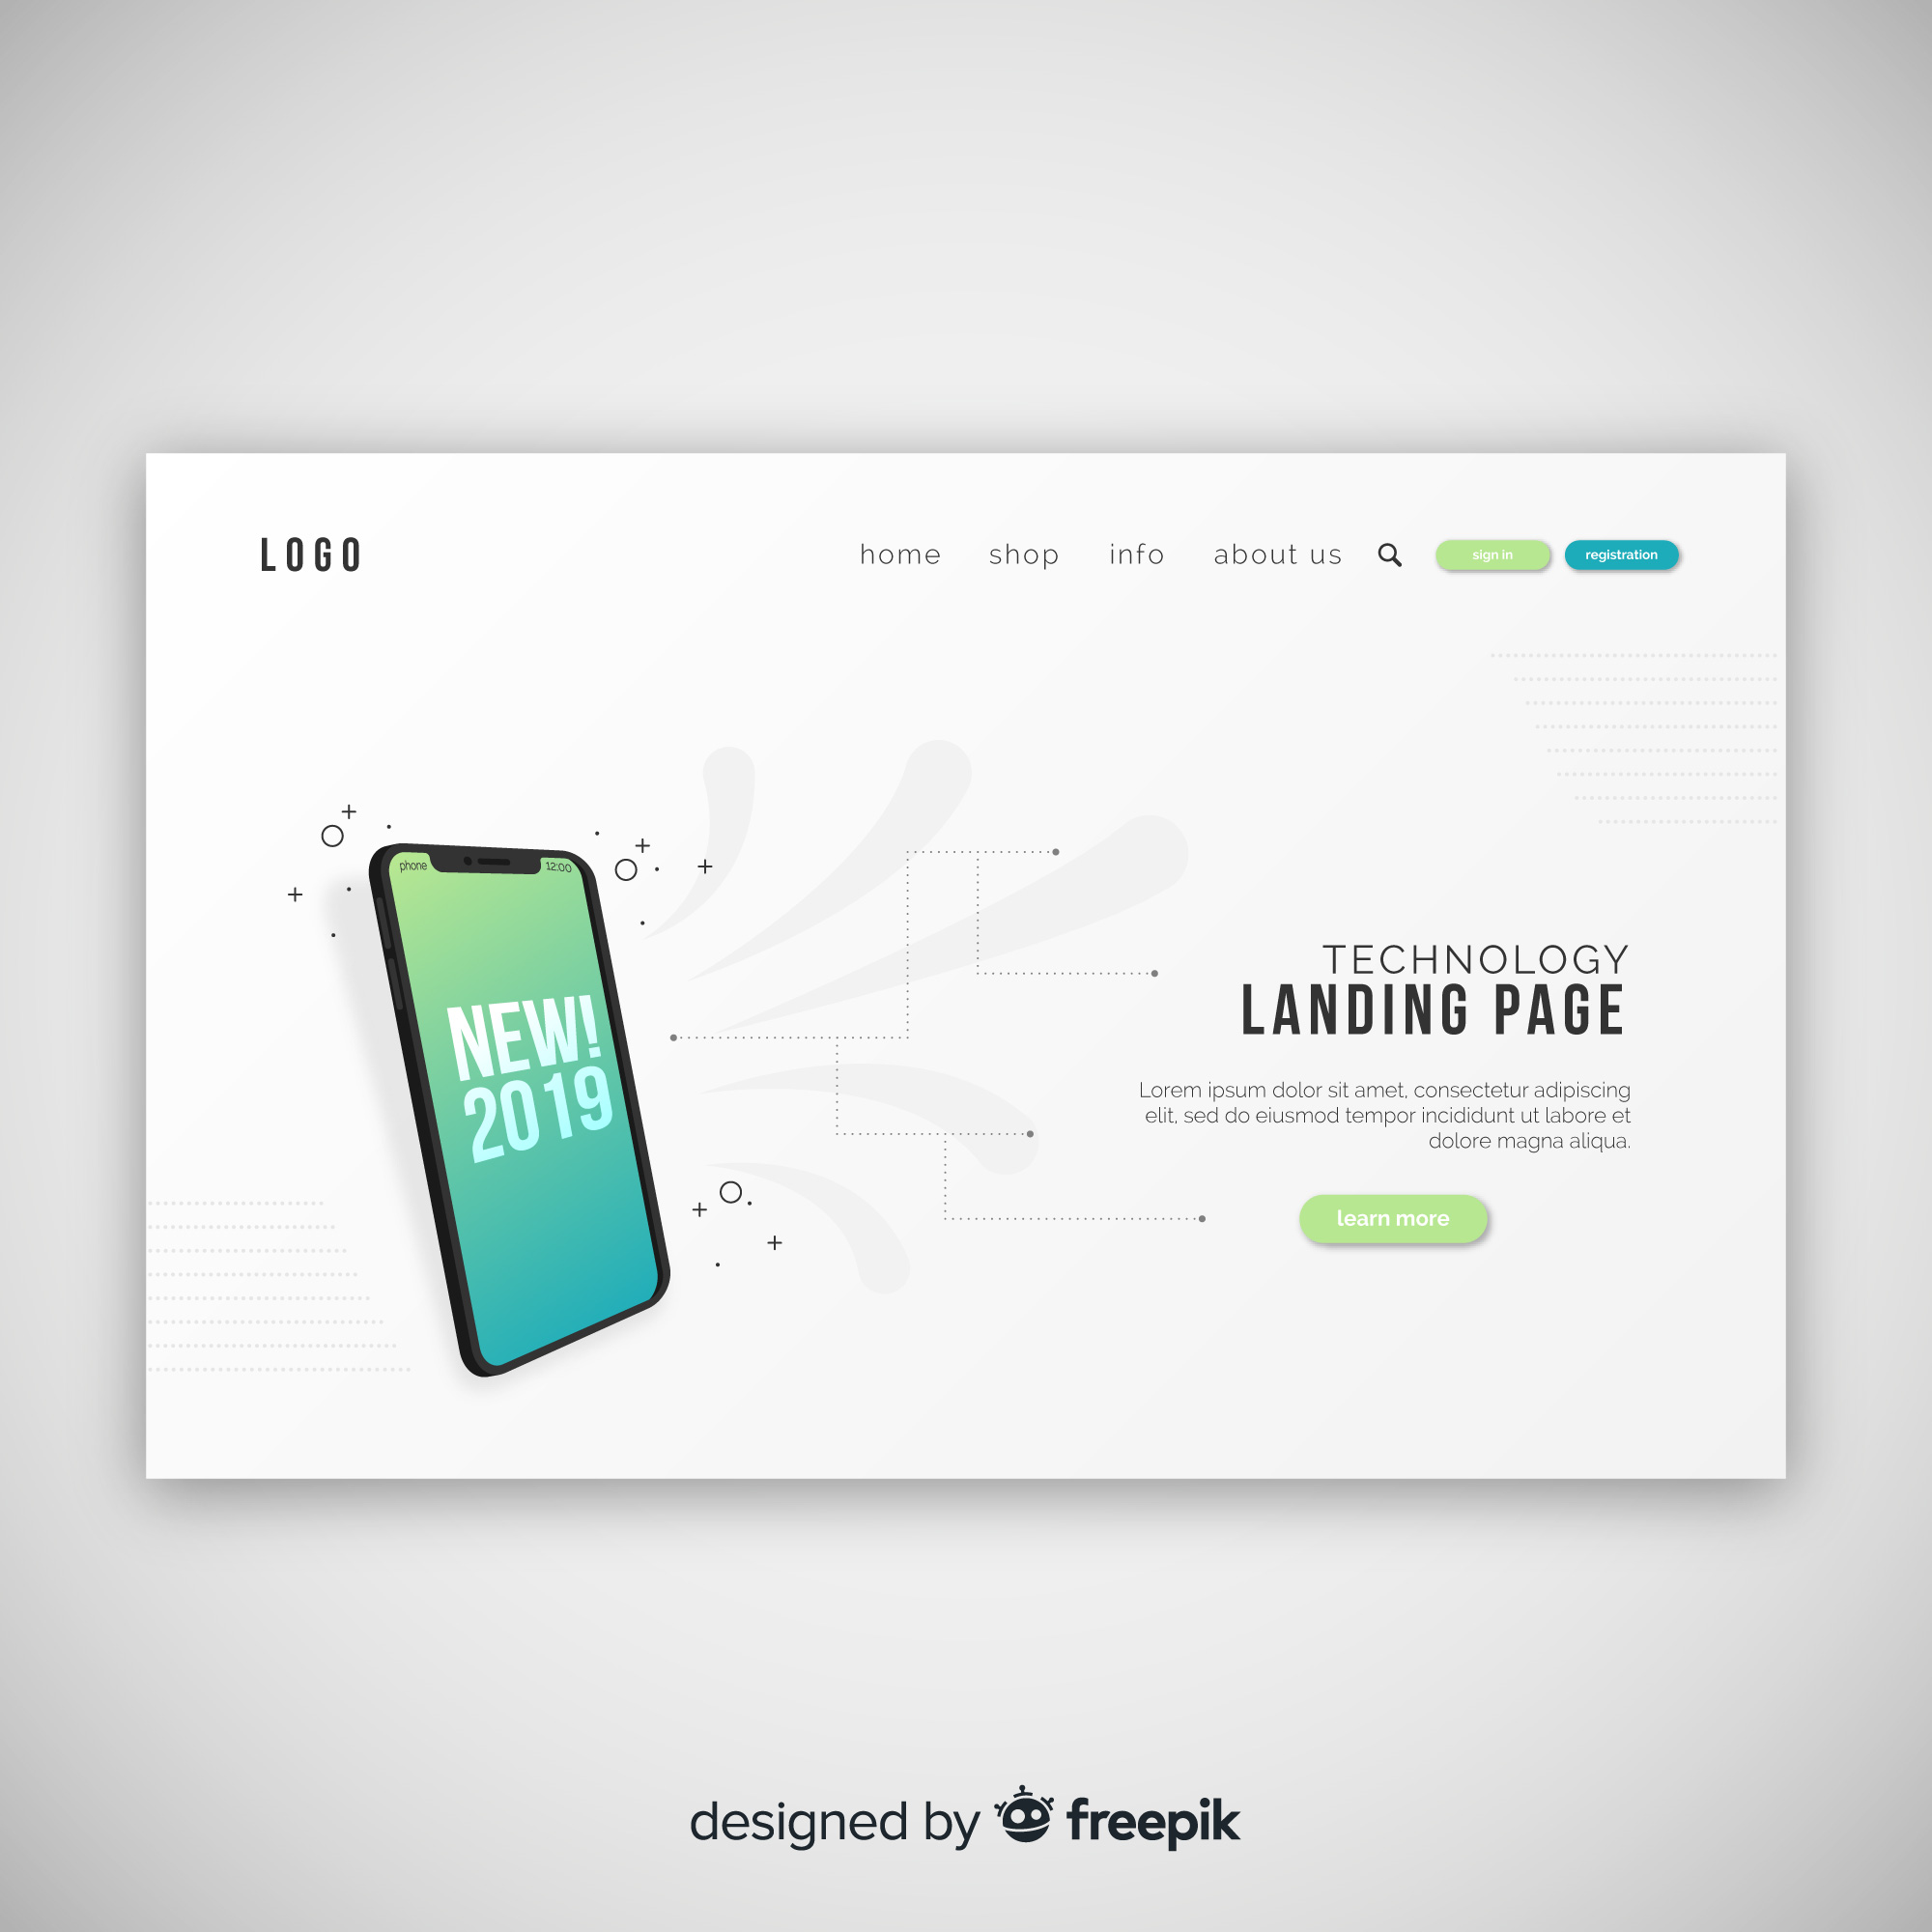 LOGO
home shop info about us sign in registration
phone 12:00
NEW!
2019
TECHNOLOGY
LANDING PAGE
Lorem ipsum dolor sit amet, consectetur adipiscing
elit, sed do eiusmod tempor incididunt ut labore et
dolore magna aliqua.
learn more
designed by freepik